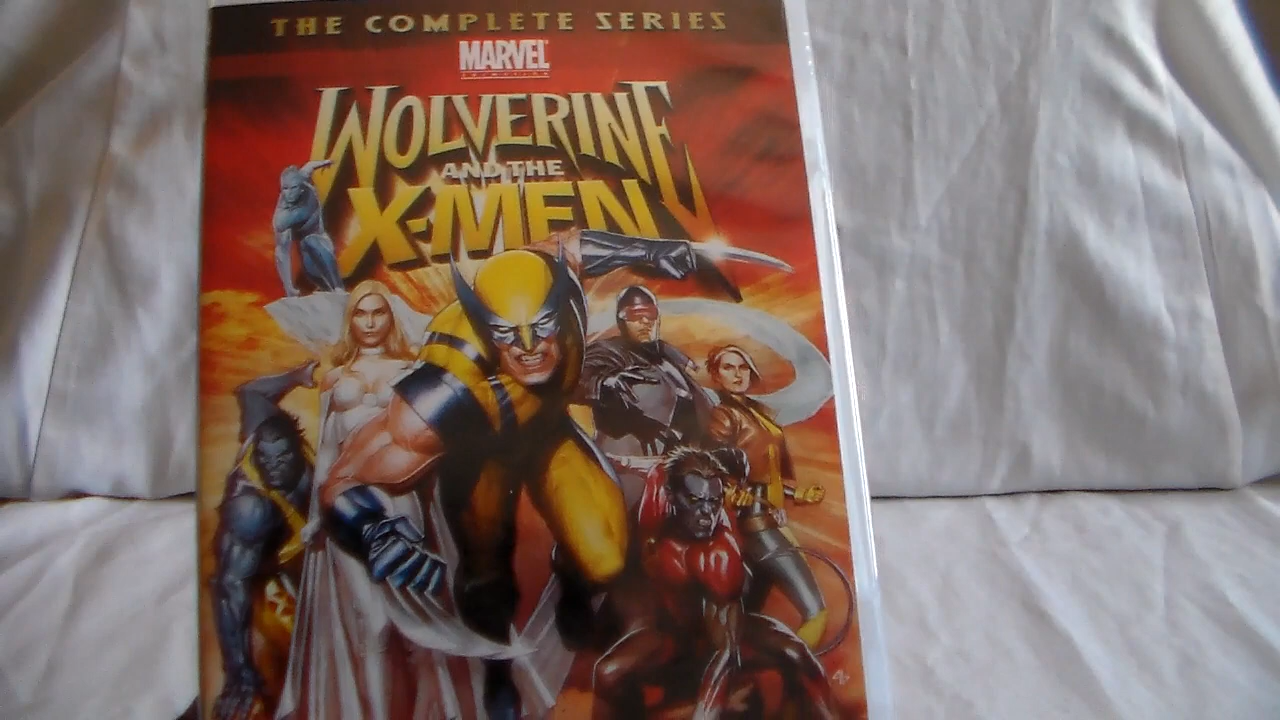 THE COMPLETE SERIES
MARVEL
WOLVERINE
AND THE
X-MEN